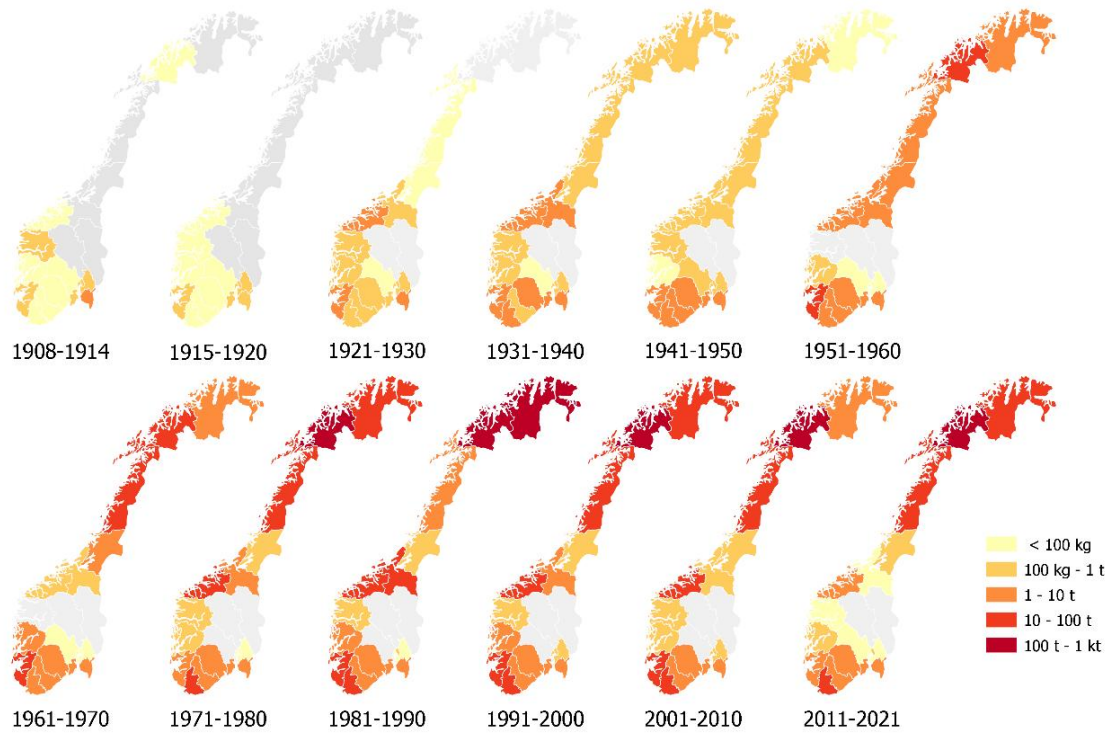 1908-1914
1915-1920
1921-1930
1931-1940
1941-1950
1951-1960
< 100 kg
100 kg - 1 t
1 - 10 t
10 - 100 t
100 t - 1 kt
1961-1970
1971-1980
1981-1990
1991-2000
2001-2010
2011-2021